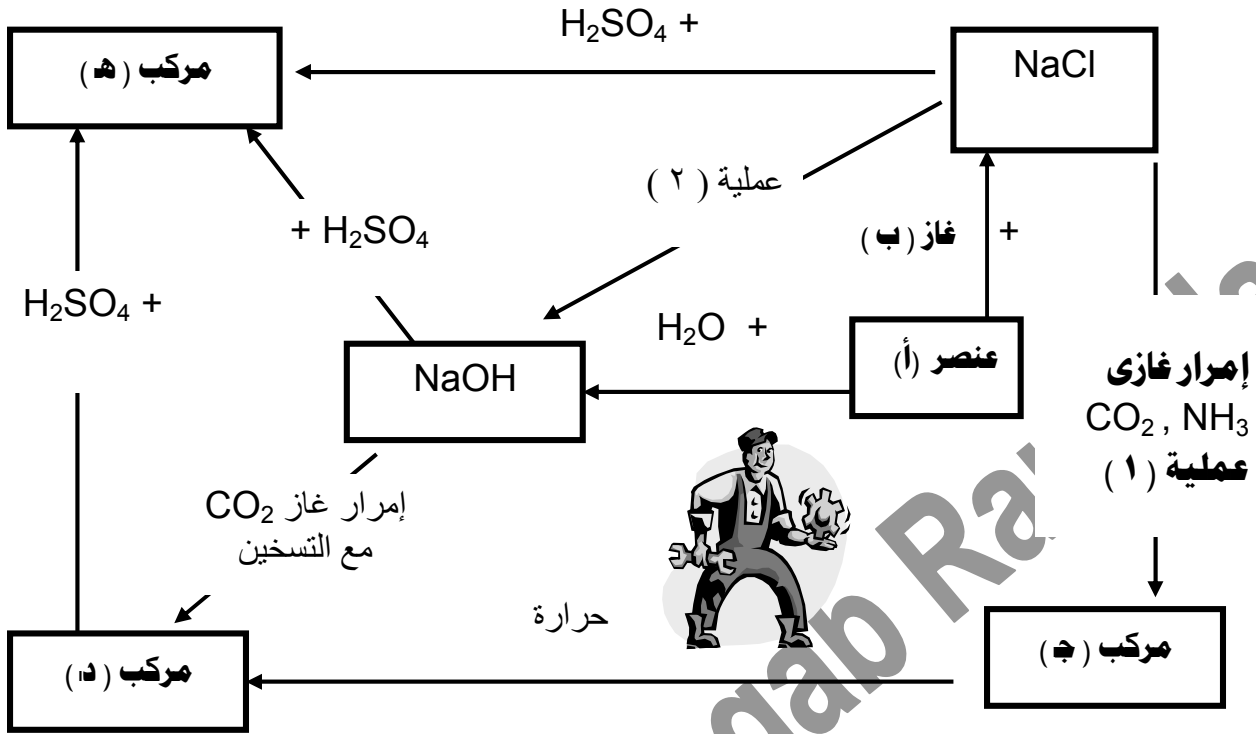 H2SO4 +
NaCl
مركب (هـ)
عملية (٢)
+ H2SO4
غاز (ب) +
H2SO4 +
H2O +
عنصر (أ)
NaOH
إمرار غازى
CO2 , NH3
عملية (١)
إمرار غاز CO2
مع التسخين
حرارة
مركب (جـ)
مركب (د)